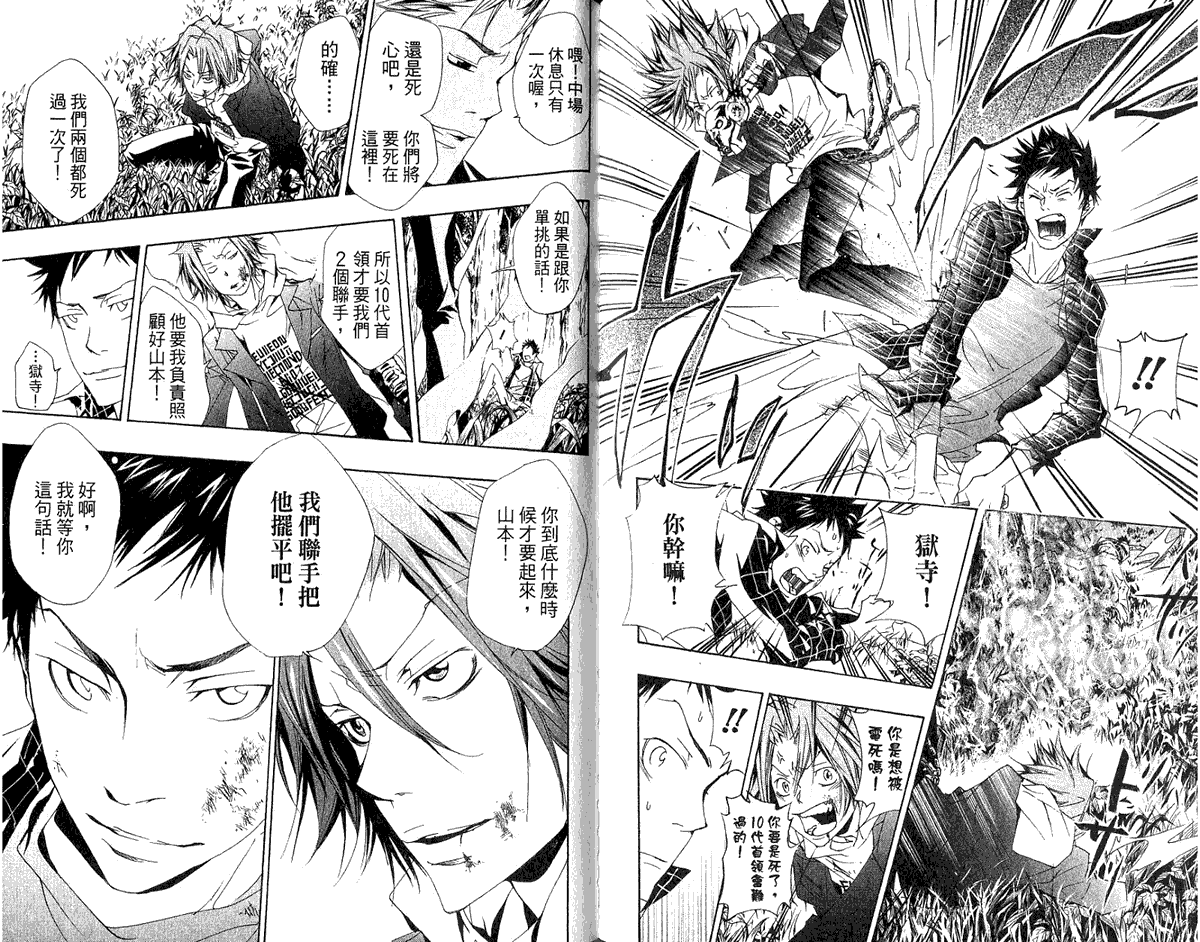 !!
獄寺！
你幹
嘛！
你是想被
電死嗎！
你要是死了，
10代首領會難
過的！
!!
喂！中場
休息只有
一次喔，
還是死
心吧，
你們將
要死在
這裡！
的確……
我們兩個都死
過一次了！
如果是跟你
單挑的話！
所以10代首
領才要我們
2個聯手，
他要我負責照
顧好山本！
…獄寺！
你到底什麼時
候才要起來，
山本！
我們聯手把
他擺平吧！
好啊，
我就等你
這句話！